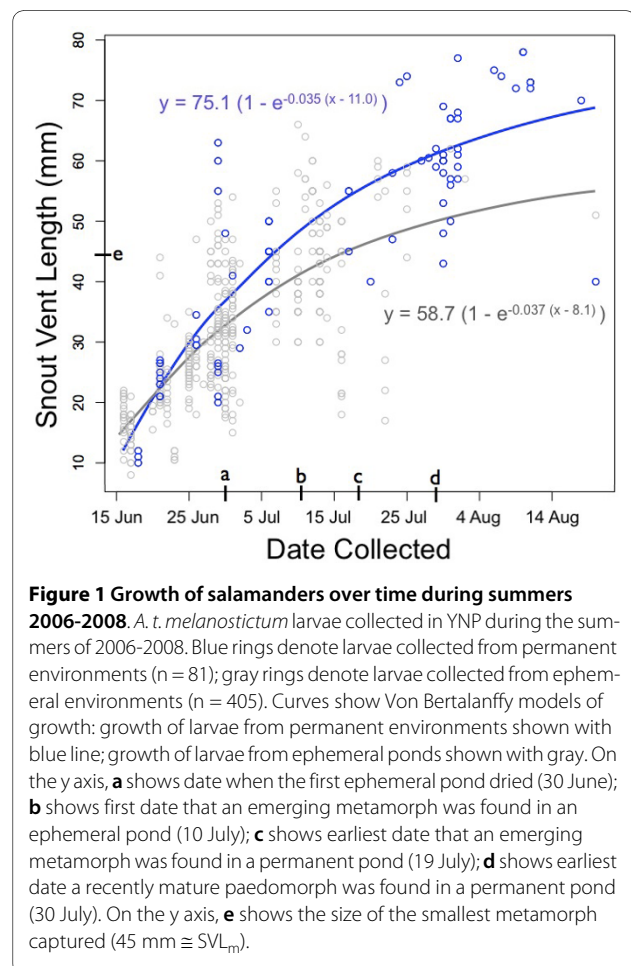 80
70
60
50
40
30
20
10
Snout Vent Length (mm)
e
y = 75.1 (1 - e^-0.035 (x - 11.0) )
y = 58.7 (1 - e^-0.037 (x - 8.1) )
a
b
c
d
15 Jun
25 Jun
5 Jul
15 Jul
25 Jul
4 Aug
14 Aug
Date Collected
Figure 1 Growth of salamanders over time during summers
2006-2008. A. t. melanostictum larvae collected in YNP during the sum-
mers of 2006-2008. Blue rings denote larvae collected from permanent
environments (n = 81); gray rings denote larvae collected from ephem-
eral environments (n = 405). Curves show Von Bertalanffy models of
growth: growth of larvae from permanent environments shown with
blue line; growth of larvae from ephemeral ponds shown with gray. On
the y axis, a shows date when the first ephemeral pond dried (30 June);
b shows first date that an emerging metamorph was found in an
ephemeral pond (10 July); c shows earliest date that an emerging
metamorph was found in a permanent pond (19 July); d shows earliest
date a recently mature paedomorph was found in a permanent pond
(30 July). On the y axis, e shows the size of the smallest metamorph
captured (45 mm ≅ SVLm).